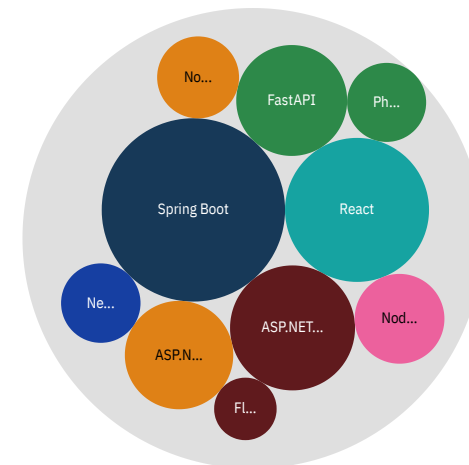 No...
FastAPI
Ph...
Spring Boot
React
Ne...
Nod...
ASP.NET...
ASP.N...
Fl...